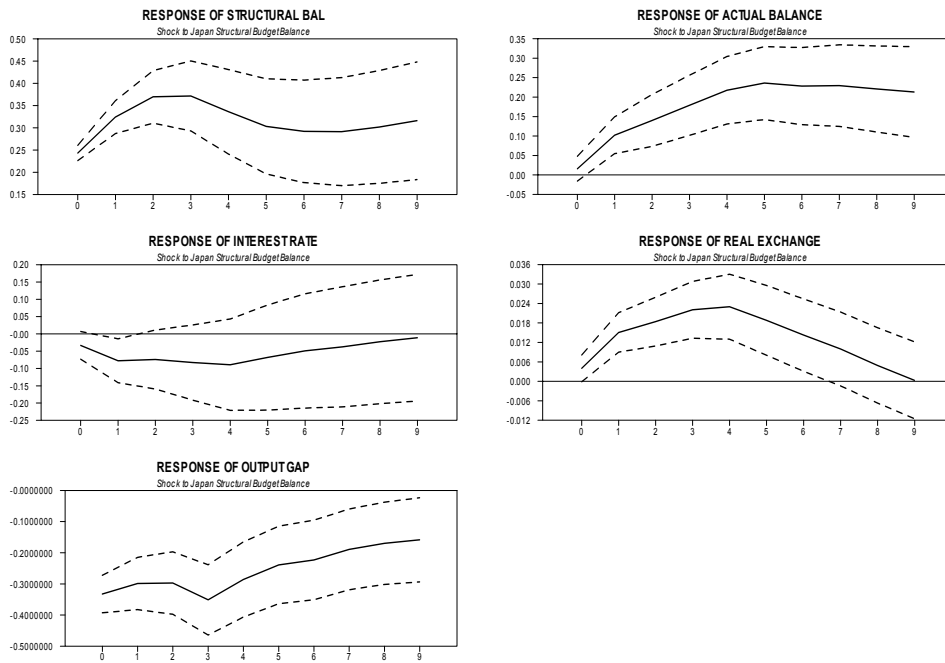 RESPONSE OF STRUCTURAL BAL
Shock to Japan Structural Budget Balance
0.50
0.45
0.40
0.35
0.30
0.25
0.20
0.15
0 1 2 3 4 5 6 7 8 9
RESPONSE OF ACTUAL BALANCE
Shock to Japan Structural Budget Balance
0.35
0.30
0.25
0.20
0.15
0.10
0.05
0.00
-0.05
0 1 2 3 4 5 6 7 8 9
RESPONSE OF INTEREST RATE
Shock to Japan Structural Budget Balance
0.20
0.15
0.10
0.05
-0.00
-0.05
-0.10
-0.15
-0.20
-0.25
0 1 2 3 4 5 6 7 8 9
RESPONSE OF REAL EXCHANGE
Shock to Japan Structural Budget Balance
0.036
0.030
0.024
0.018
0.012
0.006
0.000
-0.006
-0.012
0 1 2 3 4 5 6 7 8 9
RESPONSE OF OUTPUT GAP
Shock to Japan Structural Budget Balance
-0.0000000
-0.1000000
-0.2000000
-0.3000000
-0.4000000
-0.5000000
0 1 2 3 4 5 6 7 8 9